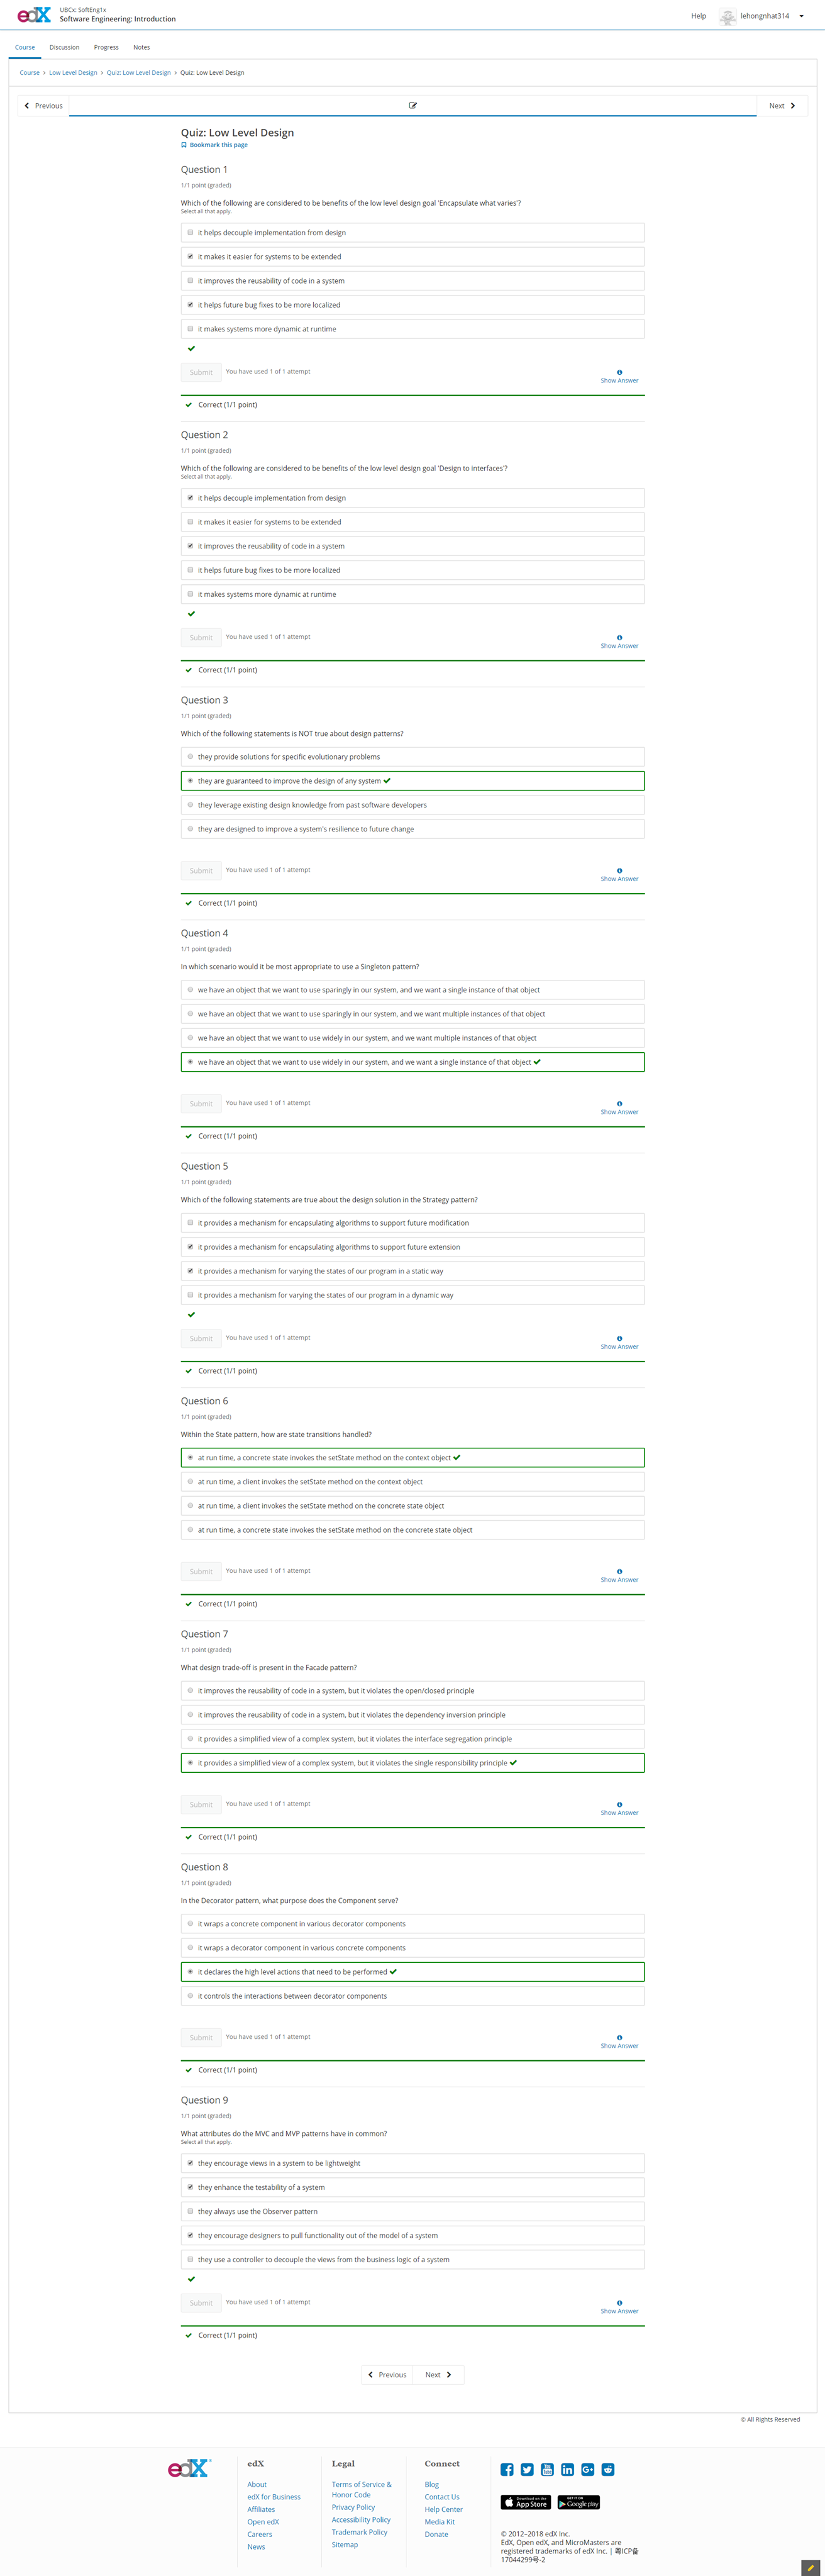 edX
UBCx: SoftEng1x
Software Engineering: Introduction
Help
lehongnhat314
Course Discussion Progress Notes
Course > Low Level Design > Quiz: Low Level Design > Quiz: Low Level Design
Previous
Next
Quiz: Low Level Design
Bookmark this page
Question 1
1/1 point (graded)
Which of the following are considered to be benefits of the low level design goal 'Encapsulate what varies'?
Select all that apply.
it helps decouple implementation from design
it makes it easier for systems to be extended
it improves the reusability of code in a system
it helps future bug fixes to be more localized
it makes systems more dynamic at runtime
Submit
You have used 1 of 1 attempt
Show Answer
Correct (1/1 point)
Question 2
1/1 point (graded)
Which of the following are considered to be benefits of the low level design goal 'Design to interfaces'?
Select all that apply.
it helps decouple implementation from design
it makes it easier for systems to be extended
it improves the reusability of code in a system
it helps future bug fixes to be more localized
it makes systems more dynamic at runtime
Submit
You have used 1 of 1 attempt
Show Answer
Correct (1/1 point)
Question 3
1/1 point (graded)
Which of the following statements is NOT true about design patterns?
they provide solutions for specific evolutionary problems
they are guaranteed to improve the design of any system
they leverage existing design knowledge from past software developers
they are designed to improve a system's resilience to future change
Submit
You have used 1 of 1 attempt
Show Answer
Correct (1/1 point)
Question 4
1/1 point (graded)
In which scenario would it be most appropriate to use a Singleton pattern?
we have an object that we want to use sparingly in our system, and we want a single instance of that object
we have an object that we want to use sparingly in our system, and we want multiple instances of that object
we have an object that we want to use widely in our system, and we want multiple instances of that object
we have an object that we want to use widely in our system, and we want a single instance of that object
Submit
You have used 1 of 1 attempt
Show Answer
Correct (1/1 point)
Question 5
1/1 point (graded)
Which of the following statements are true about the design solution in the Strategy pattern?
it provides a mechanism for encapsulating algorithms to support future modification
it provides a mechanism for encapsulating algorithms to support future extension
it provides a mechanism for varying the states of our program in a static way
it provides a mechanism for varying the states of our program in a dynamic way
Submit
You have used 1 of 1 attempt
Show Answer
Correct (1/1 point)
Question 6
1/1 point (graded)
Within the State pattern, how are state transitions handled?
at run time, a concrete state invokes the setState method on the context object
at run time, a client invokes the setState method on the context object
at run time, a client invokes the setState method on the concrete state object
at run time, a concrete state invokes the setState method on the concrete state object
Submit
You have used 1 of 1 attempt
Show Answer
Correct (1/1 point)
Question 7
1/1 point (graded)
What design trade-off is present in the Facade pattern?
it improves the reusability of code in a system, but it violates the open/closed principle
it improves the reusability of code in a system, but it violates the dependency inversion principle
it provides a simplified view of a complex system, but it violates the interface segregation principle
it provides a simplified view of a complex system, but it violates the single responsibility principle
Submit
You have used 1 of 1 attempt
Show Answer
Correct (1/1 point)
Question 8
1/1 point (graded)
In the Decorator pattern, what purpose does the Component serve?
it wraps a concrete component in various decorator components
it wraps a decorator component in various concrete components
it declares the high level actions that need to be performed
it controls the interactions between decorator components
Submit
You have used 1 of 1 attempt
Show Answer
Correct (1/1 point)
Question 9
1/1 point (graded)
What attributes do the MVC and MVP patterns have in common?
Select all that apply.
they encourage views in a system to be lightweight
they enhance the testability of a system
they always use the Observer pattern
they encourage designers to pull functionality out of the model of a system
they use a controller to decouple the views from the business logic of a system
Submit
You have used 1 of 1 attempt
Show Answer
Correct (1/1 point)
Previous
Next
© All Rights Reserved
edX
edX
About
edX for Business
Affiliates
Open edX
Careers
News
Legal
Terms of Service &
Honor Code
Privacy Policy
Accessibility Policy
Trademark Policy
Sitemap
Connect
Blog
Contact Us
Help Center
Media Kit
Donate
Download on the
App Store
GET IT ON
Google play
© 2012–2018 edX Inc.
EdX, Open edX, and MicroMasters are
registered trademarks of edX Inc. | 粤ICP备
17044299号-2